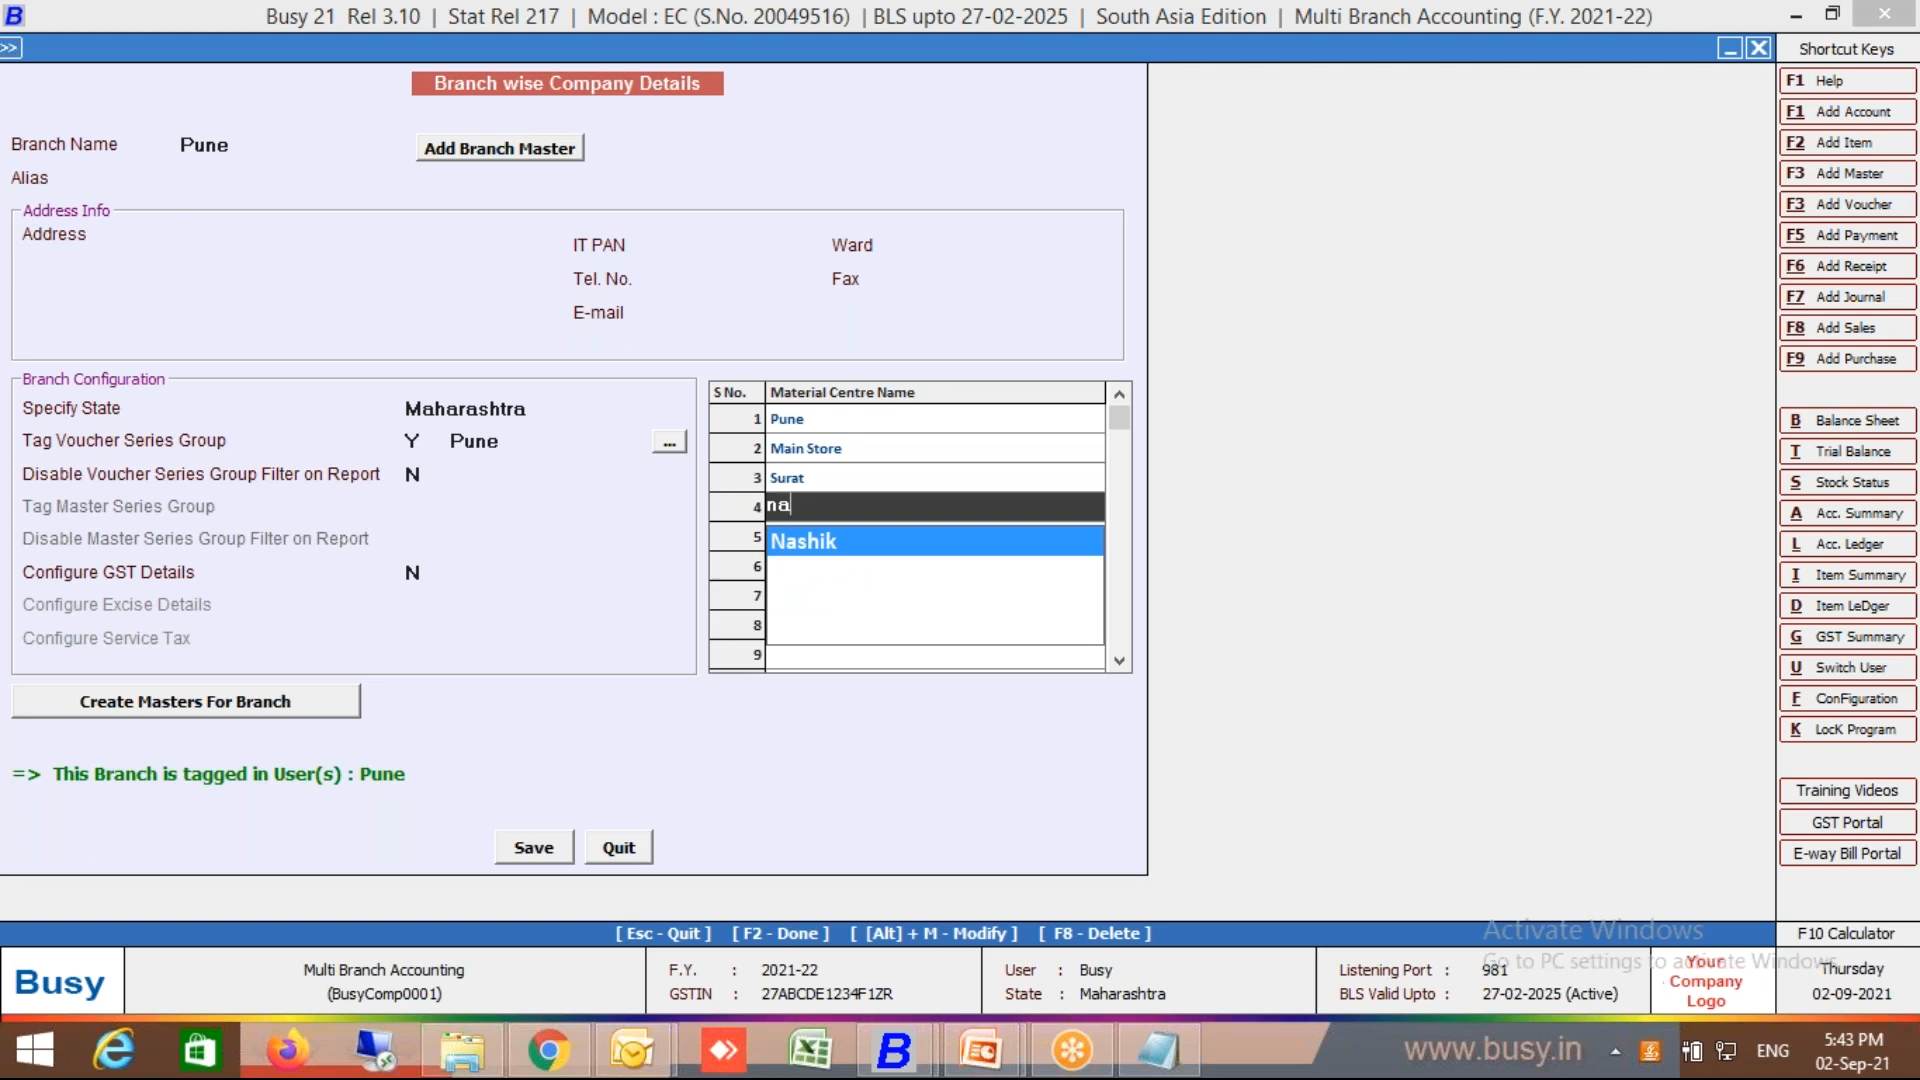 Busy 21 Rel 3.10 | Stat Rel 217 | Model : EC (S.No. 20049516) | BLS upto 27-02-2025 | South Asia Edition | Multi Branch Accounting (F.Y. 2021-22)
>>
Shortcut Keys
Branch wise Company Details
Branch Name Pune Add Branch Master
Alias
Address Info
Address
IT PAN Ward
Tel. No. Fax
E-mail
Branch Configuration
Specify State Maharashtra
Tag Voucher Series Group Y Pune ...
Disable Voucher Series Group Filter on Report N
Tag Master Series Group
Disable Master Series Group Filter on Report
Configure GST Details N
Configure Excise Details
Configure Service Tax
S No. Material Centre Name
1 Pune
2 Main Store
3 Surat
4 na
5 Nashik
6
7
8
9
Create Masters For Branch
=> This Branch is tagged in User(s) : Pune
Save Quit
F1 Help
F1 Add Account
F2 Add Item
F3 Add Master
F3 Add Voucher
F5 Add Payment
F6 Add Receipt
F7 Add Journal
F8 Add Sales
F9 Add Purchase
B Balance Sheet
T Trial Balance
S Stock Status
A Acc. Summary
L Acc. Ledger
I Item Summary
D Item LeDger
G GST Summary
U Switch User
F ConFiguration
K LocK Program
Training Videos
GST Portal
E-way Bill Portal
[ Esc - Quit ] [ F2 - Done ] [ [Alt] + M - Modify ] [ F8 - Delete ]
Activate Windows
Go to PC settings to activate Windows.
F10 Calculator
Busy
Multi Branch Accounting
(BusyComp0001)
F.Y. : 2021-22
GSTIN : 27ABCDE1234F1ZR
User : Busy
State : Maharashtra
Listening Port : 981
BLS Valid Upto : 27-02-2025 (Active)
Your
Company
Logo
Thursday
02-09-2021
www.busy.in
ENG
5:43 PM
02-Sep-21